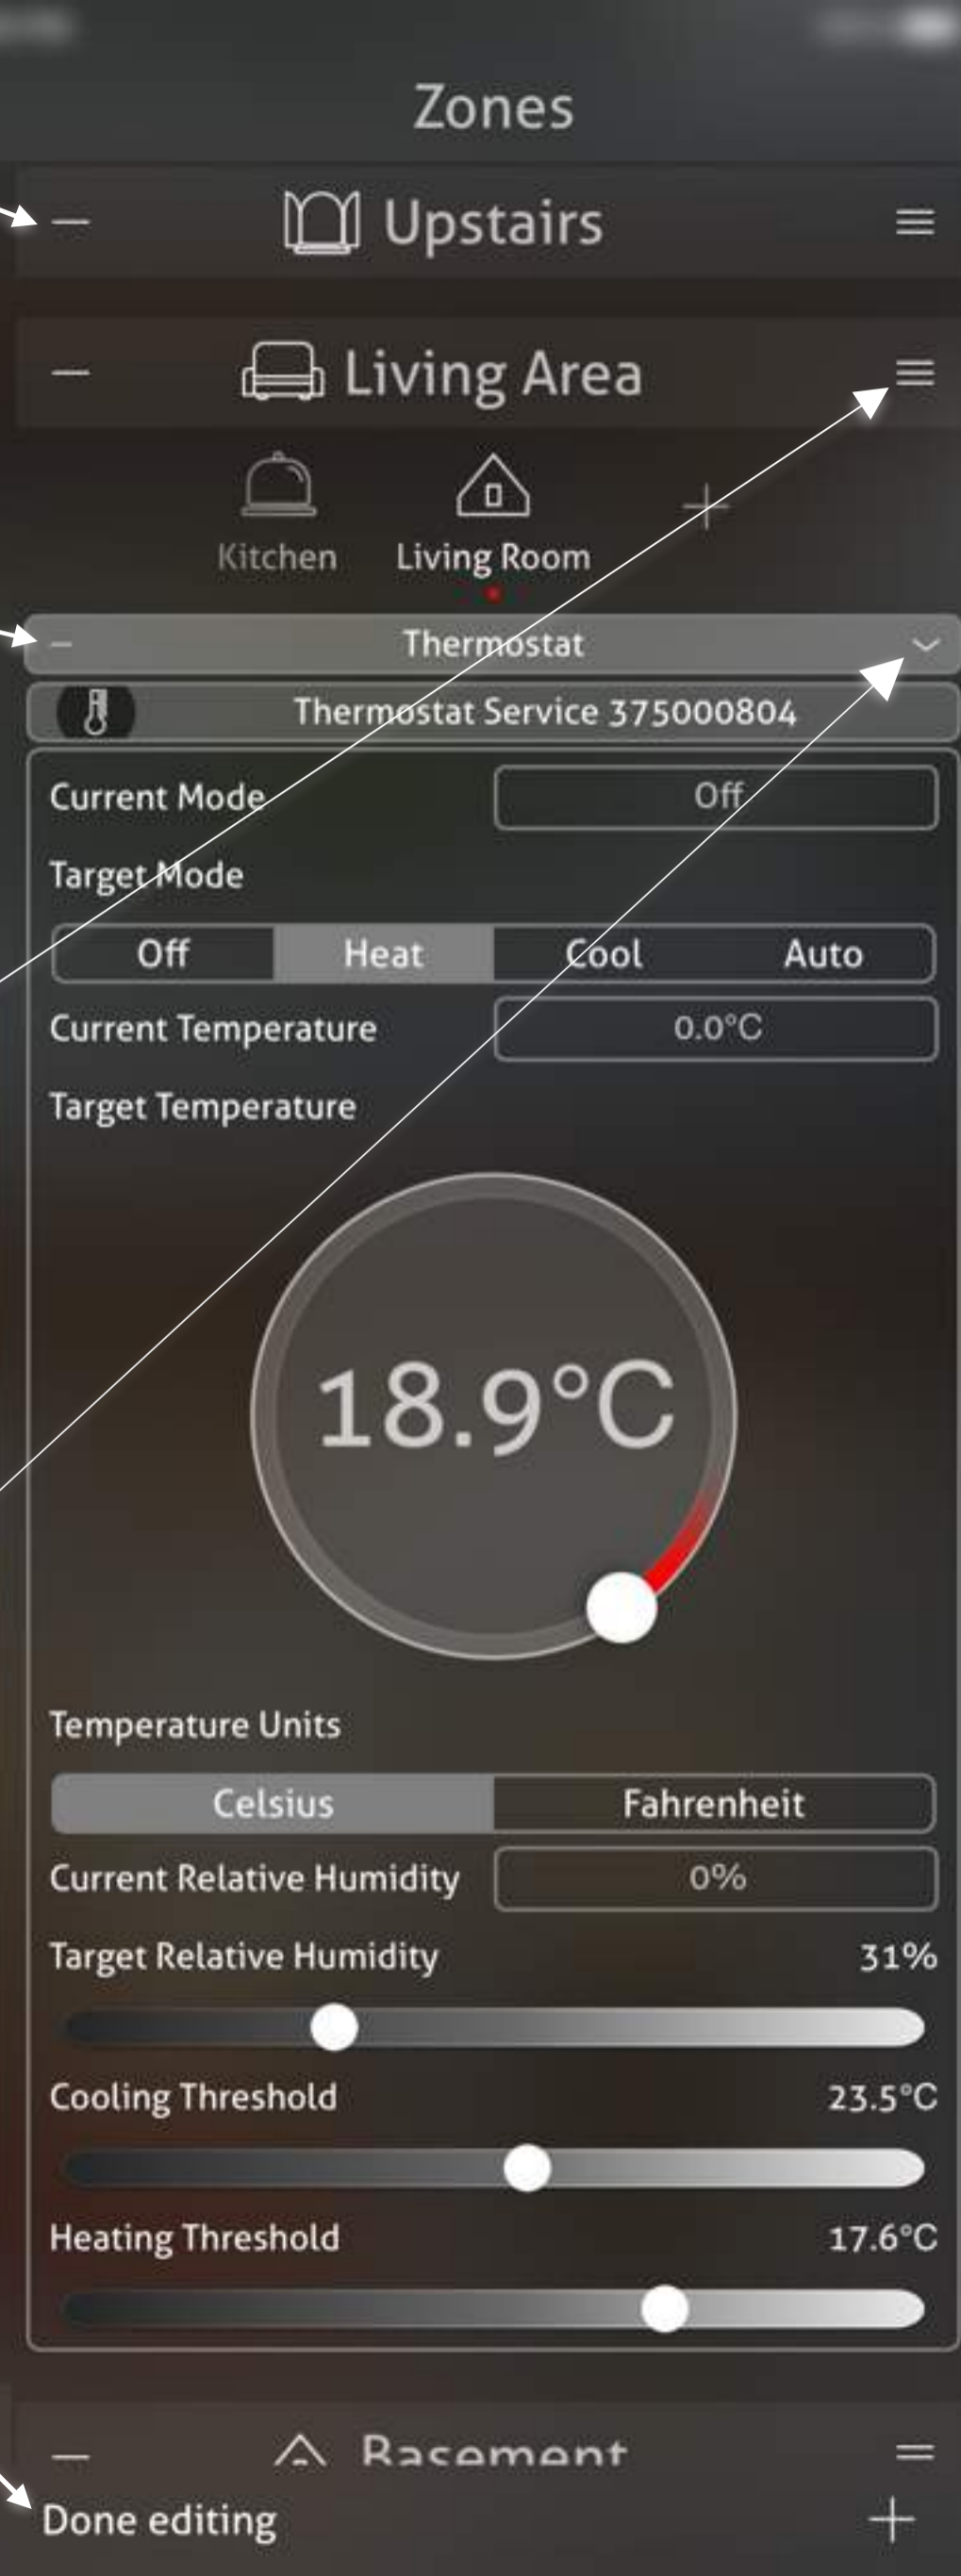 Zones
Upstairs
Living Area
Kitchen Living Room
Thermostat
Thermostat Service 375000804
Current Mode Off
Target Mode
Off Heat Cool Auto
Current Temperature 0.0°C
Target Temperature
18.9°C
Temperature Units
Celsius Fahrenheit
Current Relative Humidity 0%
Target Relative Humidity 31%
Cooling Threshold 23.5°C
Heating Threshold 17.6°C
Basement
Done editing